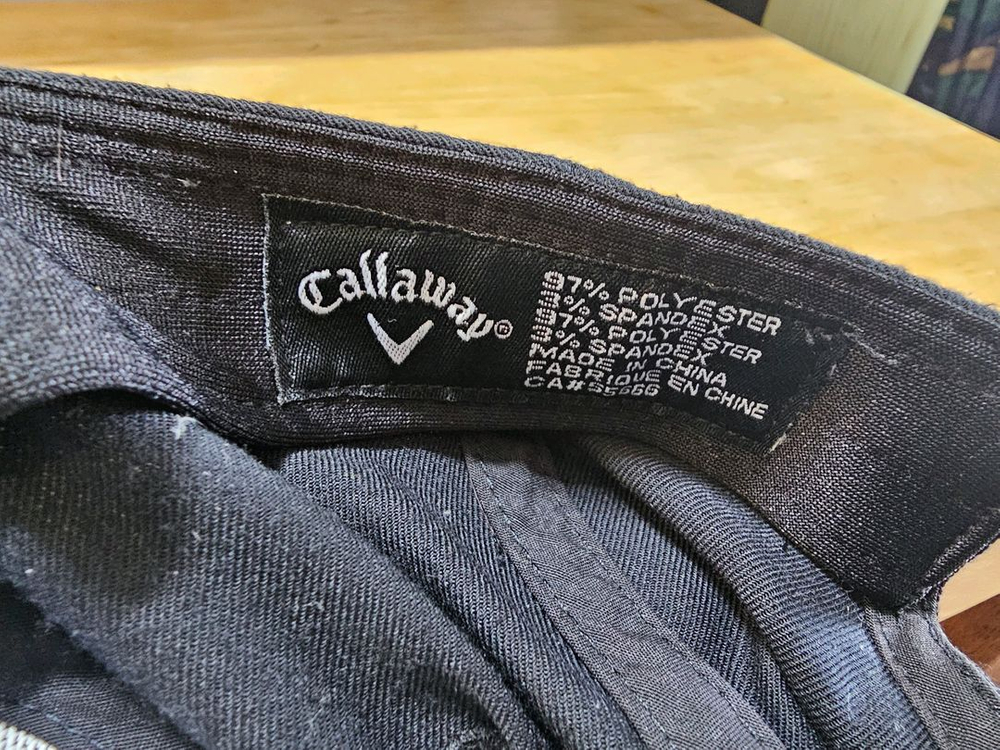 Callaway®
97% POLYESTER
3% SPANDEX
97% POLYESTER
3% SPANDEX
MADE IN CHINA
FABRIQUE EN CHINE